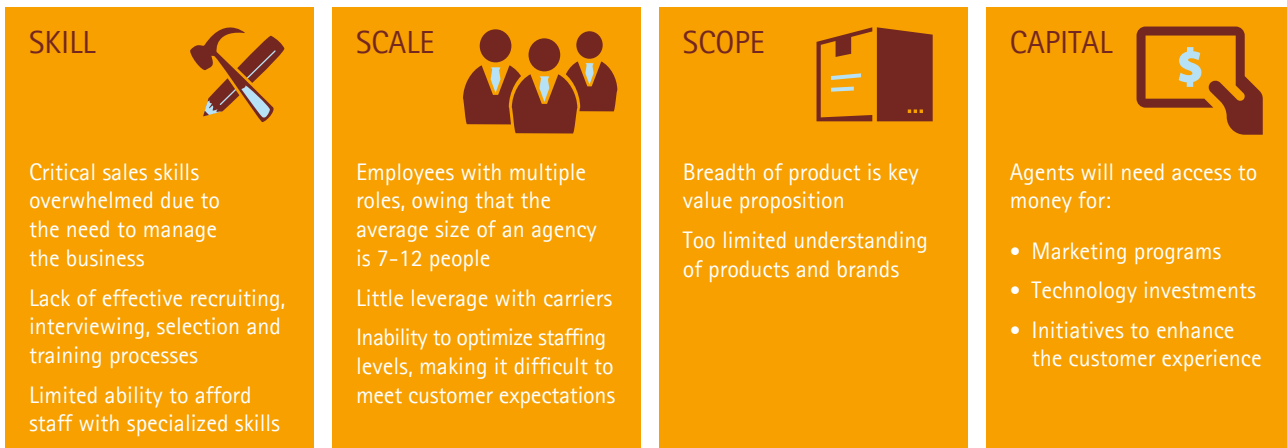 SKILL
Critical sales skills
overwhelmed due to
the need to manage
the business
Lack of effective recruiting,
interviewing, selection and
training processes
Limited ability to afford
staff with specialized skills
SCALE
Employees with multiple
roles, owing that the
average size of an agency
is 7-12 people
Little leverage with carriers
Inability to optimize staffing
levels, making it difficult to
meet customer expectations
SCOPE
Breadth of product is key
value proposition
Too limited understanding
of products and brands
CAPITAL
$
Agents will need access to
money for:
• Marketing programs
• Technology investments
• Initiatives to enhance
the customer experience